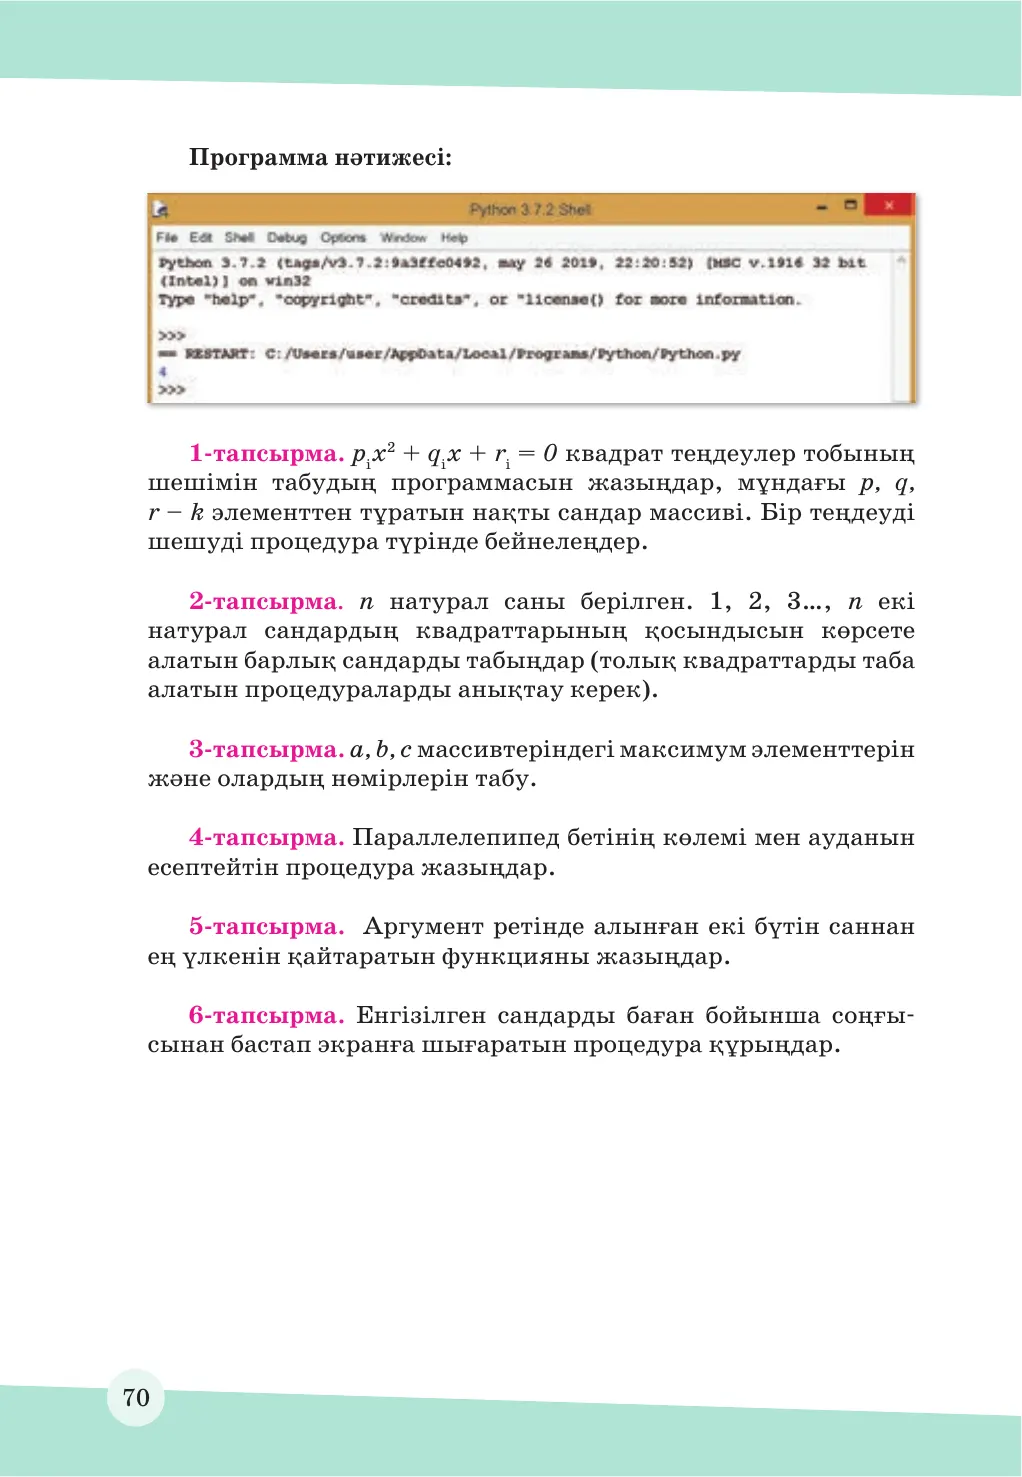 Программа нәтижесі:
Python 3.7.2 Shell
File Edit Shell Debug Options Window Help
Python 3.7.2 (tags/v3.7.2:9a3ffc0492, may 26 2019, 22:20:52) [MSC v.1916 32 bit
(Intel)] on win32
Type "help", "copyright", "credits", or "license() for more information.
>>>
== RESTART: C:/Users/user/AppData/Local/Programs/Python/Python.py
4
>>>
1-тапсырма. pᵢx² + qᵢx + rᵢ = 0 квадрат теңдеулер тобының
шешімін табудың программасын жазыңдар, мұндағы p, q,
r – k элементтен тұратын нақты сандар массиві. Бір теңдеуді
шешуді процедура түрінде бейнелеңдер.
2-тапсырма. n натурал саны берілген. 1, 2, 3..., n екі
натурал сандардың квадраттарының қосындысын көрсете
алатын барлық сандарды табыңдар (толық квадраттарды таба
алатын процедураларды анықтау керек).
3-тапсырма. a, b, c массивтеріндегі максимум элементтерін
және олардың нөмірлерін табу.
4-тапсырма. Параллелепипед бетінің көлемі мен ауданын
есептейтін процедура жазыңдар.
5-тапсырма. Аргумент ретінде алынған екі бүтін саннан
ең үлкенін қайтаратын функцияны жазыңдар.
6-тапсырма. Енгізілген сандарды баған бойынша соңғы-
сынан бастап экранға шығаратын процедура құрыңдар.
70